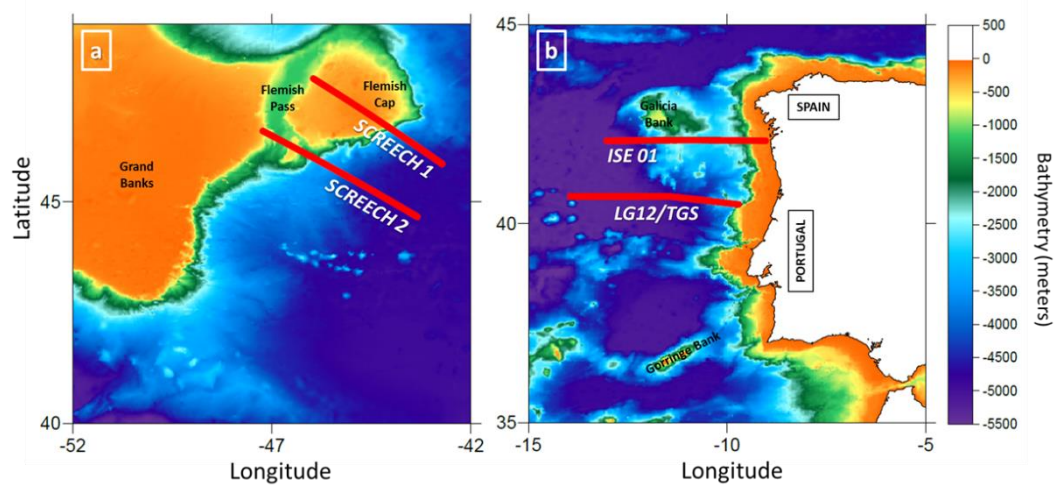 a
Flemish
Pass
Flemish
Cap
SCREECH 1
SCREECH 2
Grand
Banks
Latitude
45
40
-52
-47
-42
Longitude
b
45
40
35
Galicia
Bank
SPAIN
ISE 01
LG12/TGS
PORTUGAL
Gorringe Bank
-15
-10
-5
Longitude
500
0
-500
-1000
-1500
-2000
-2500
-3000
-3500
-4000
-4500
-5000
-5500
Bathymetry (meters)